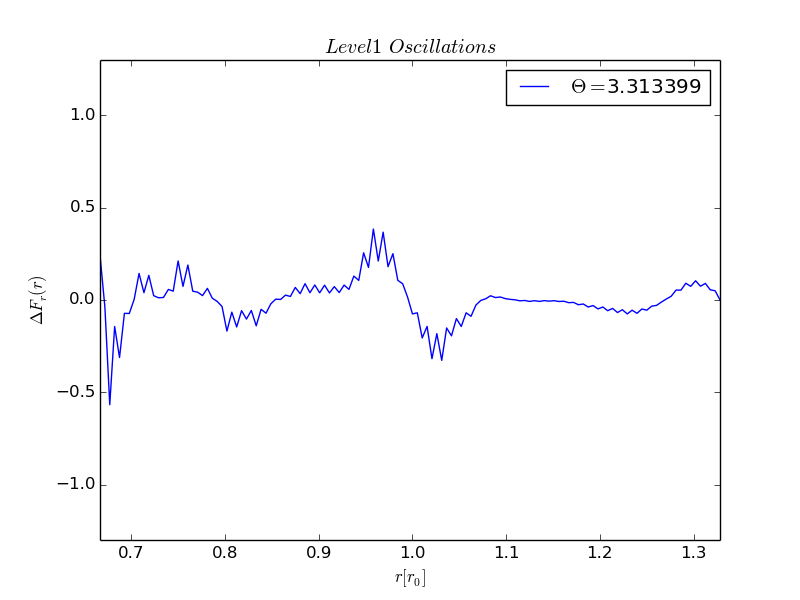 Level1 Oscillations
Θ =3.313399
1.0
0.5
0.0
−0.5
−1.0
ΔF_r(r)
0.7 0.8 0.9 1.0 1.1 1.2 1.3
r[r_0]